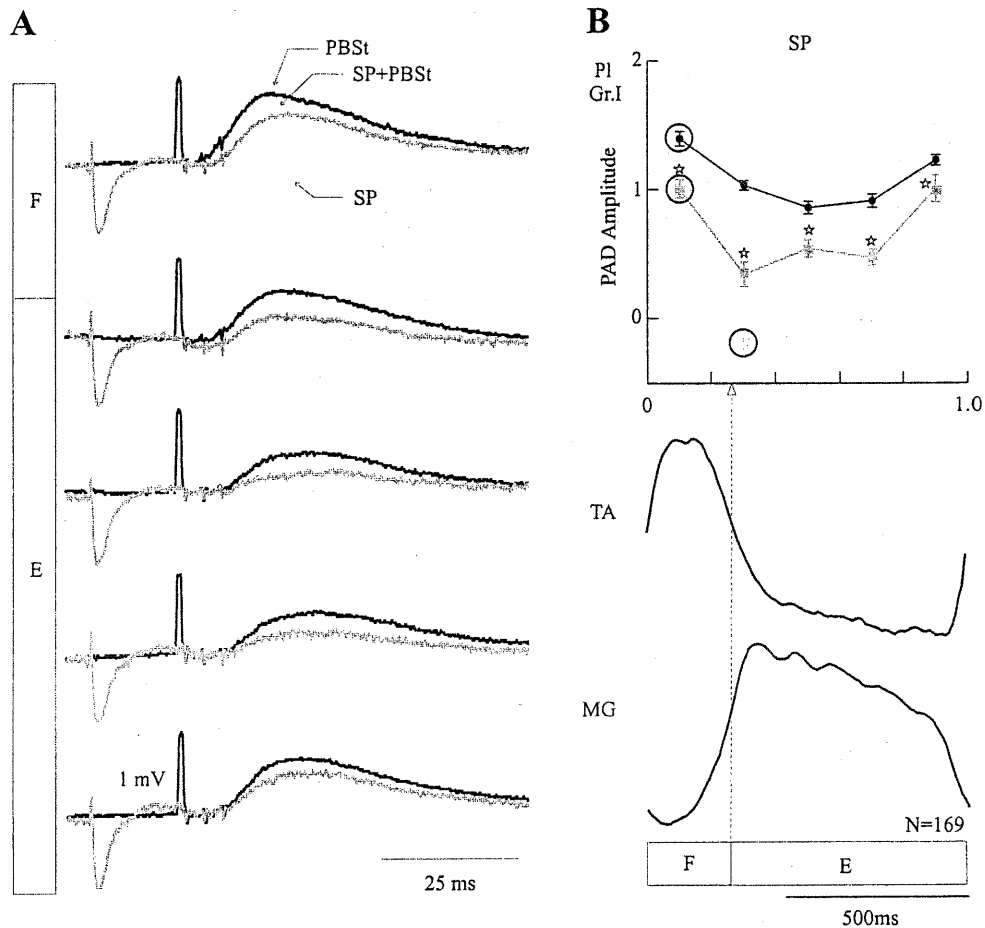 A
PBSt
SP+PBSt
SP
F
E
1 mV
25 ms
B
SP
Pl
Gr.I
PAD Amplitude
2
1
0
0
1.0
TA
MG
N=169
F
E
500ms